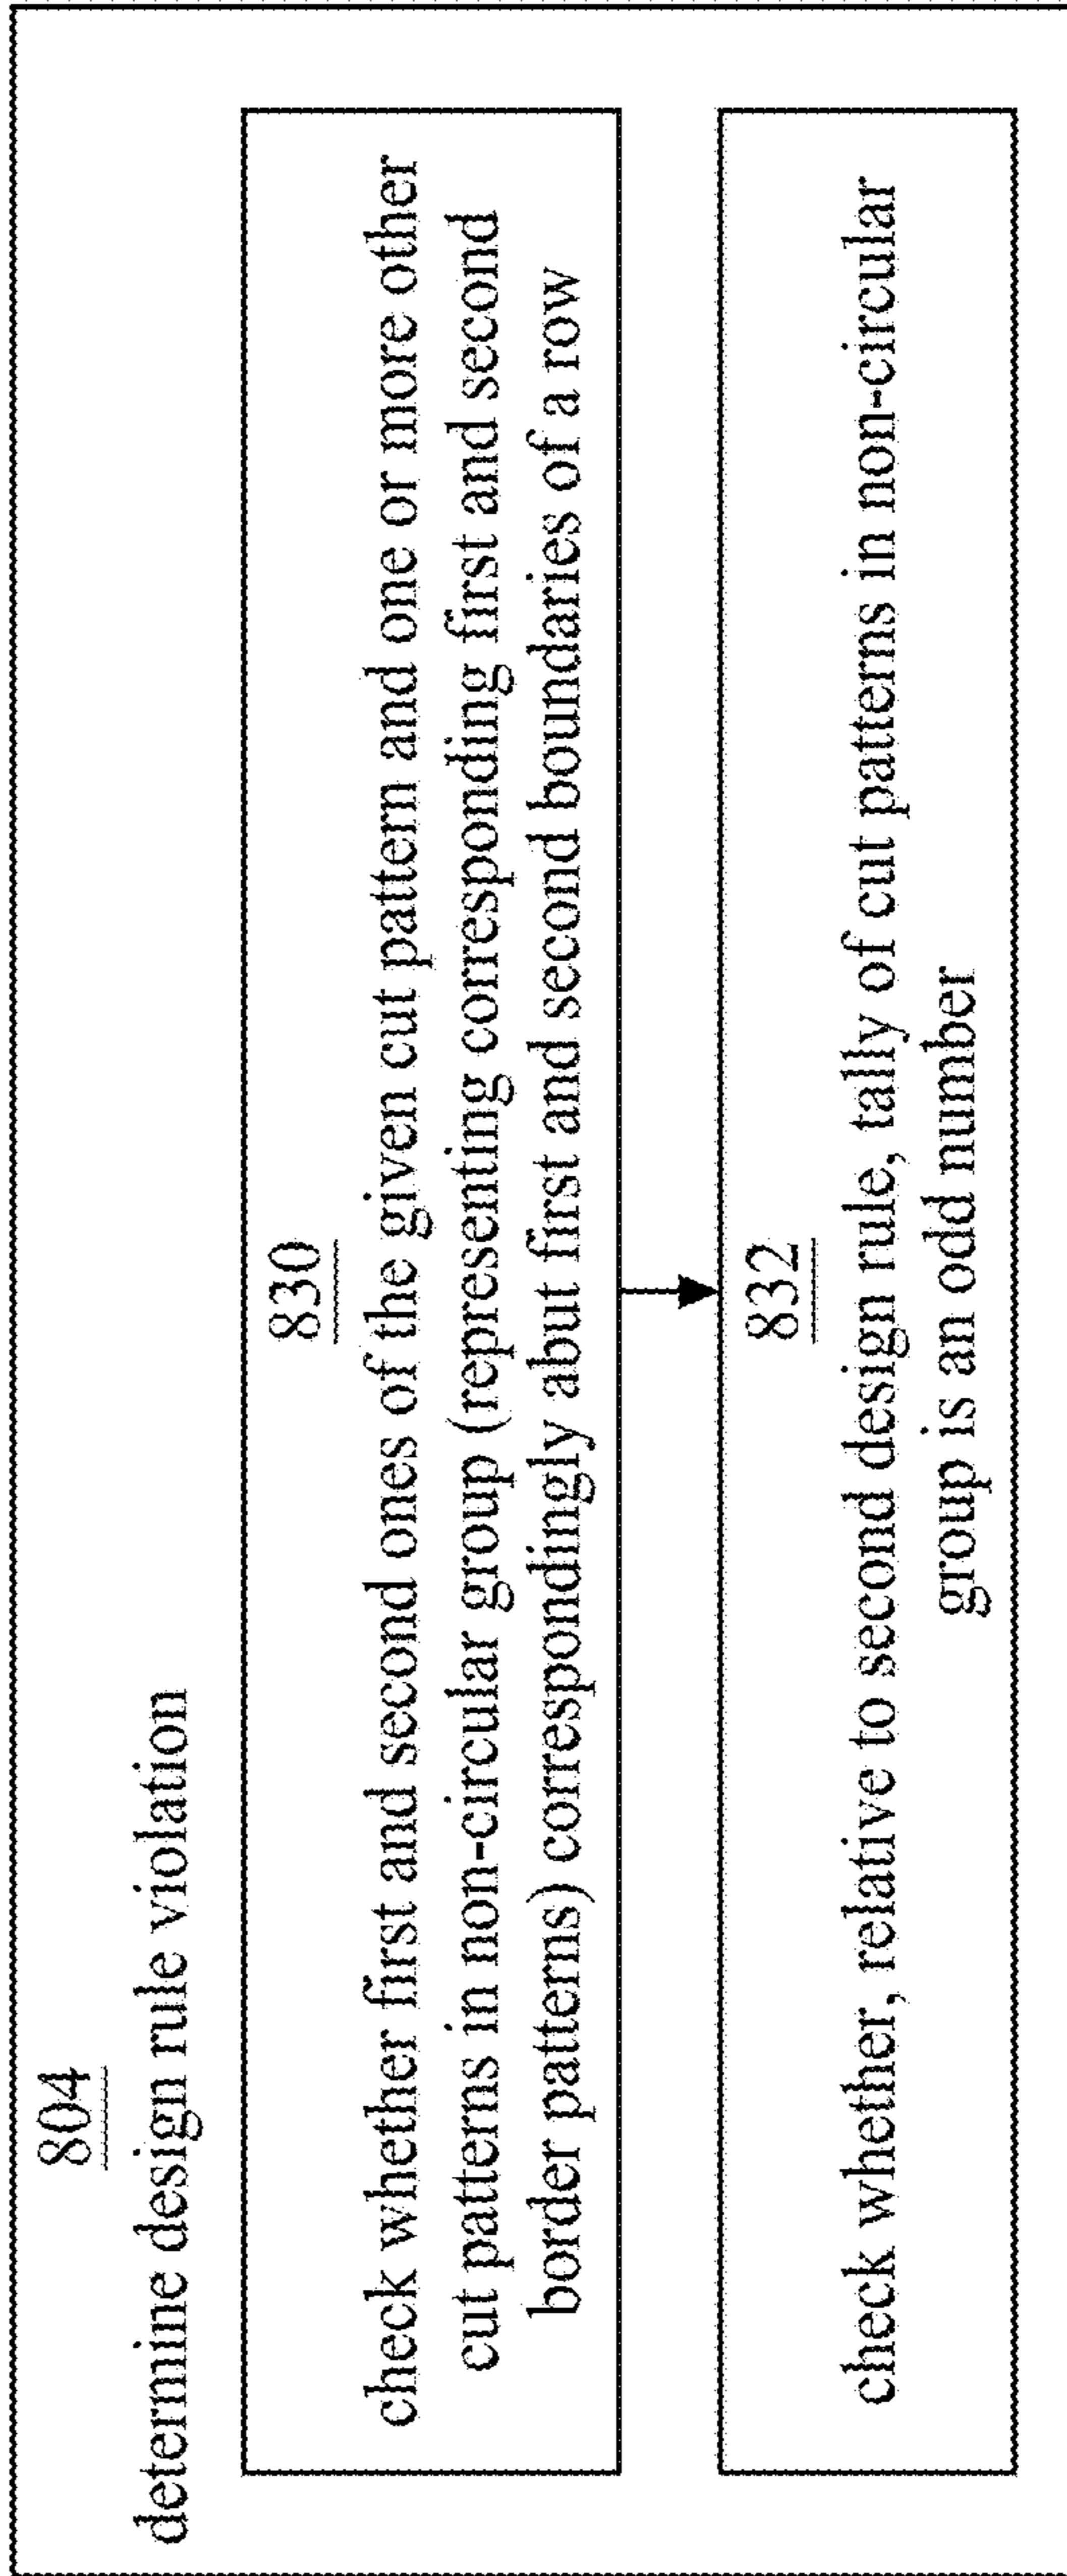 804
determine design rule violation
830
check whether first and second ones of the given cut pattern and one or more other
cut patterns in non-circular group (representing corresponding first and second
border patterns) correspondingly abut first and second boundaries of a row
832
check whether, relative to second design rule, tally of cut patterns in non-circular
group is an odd number